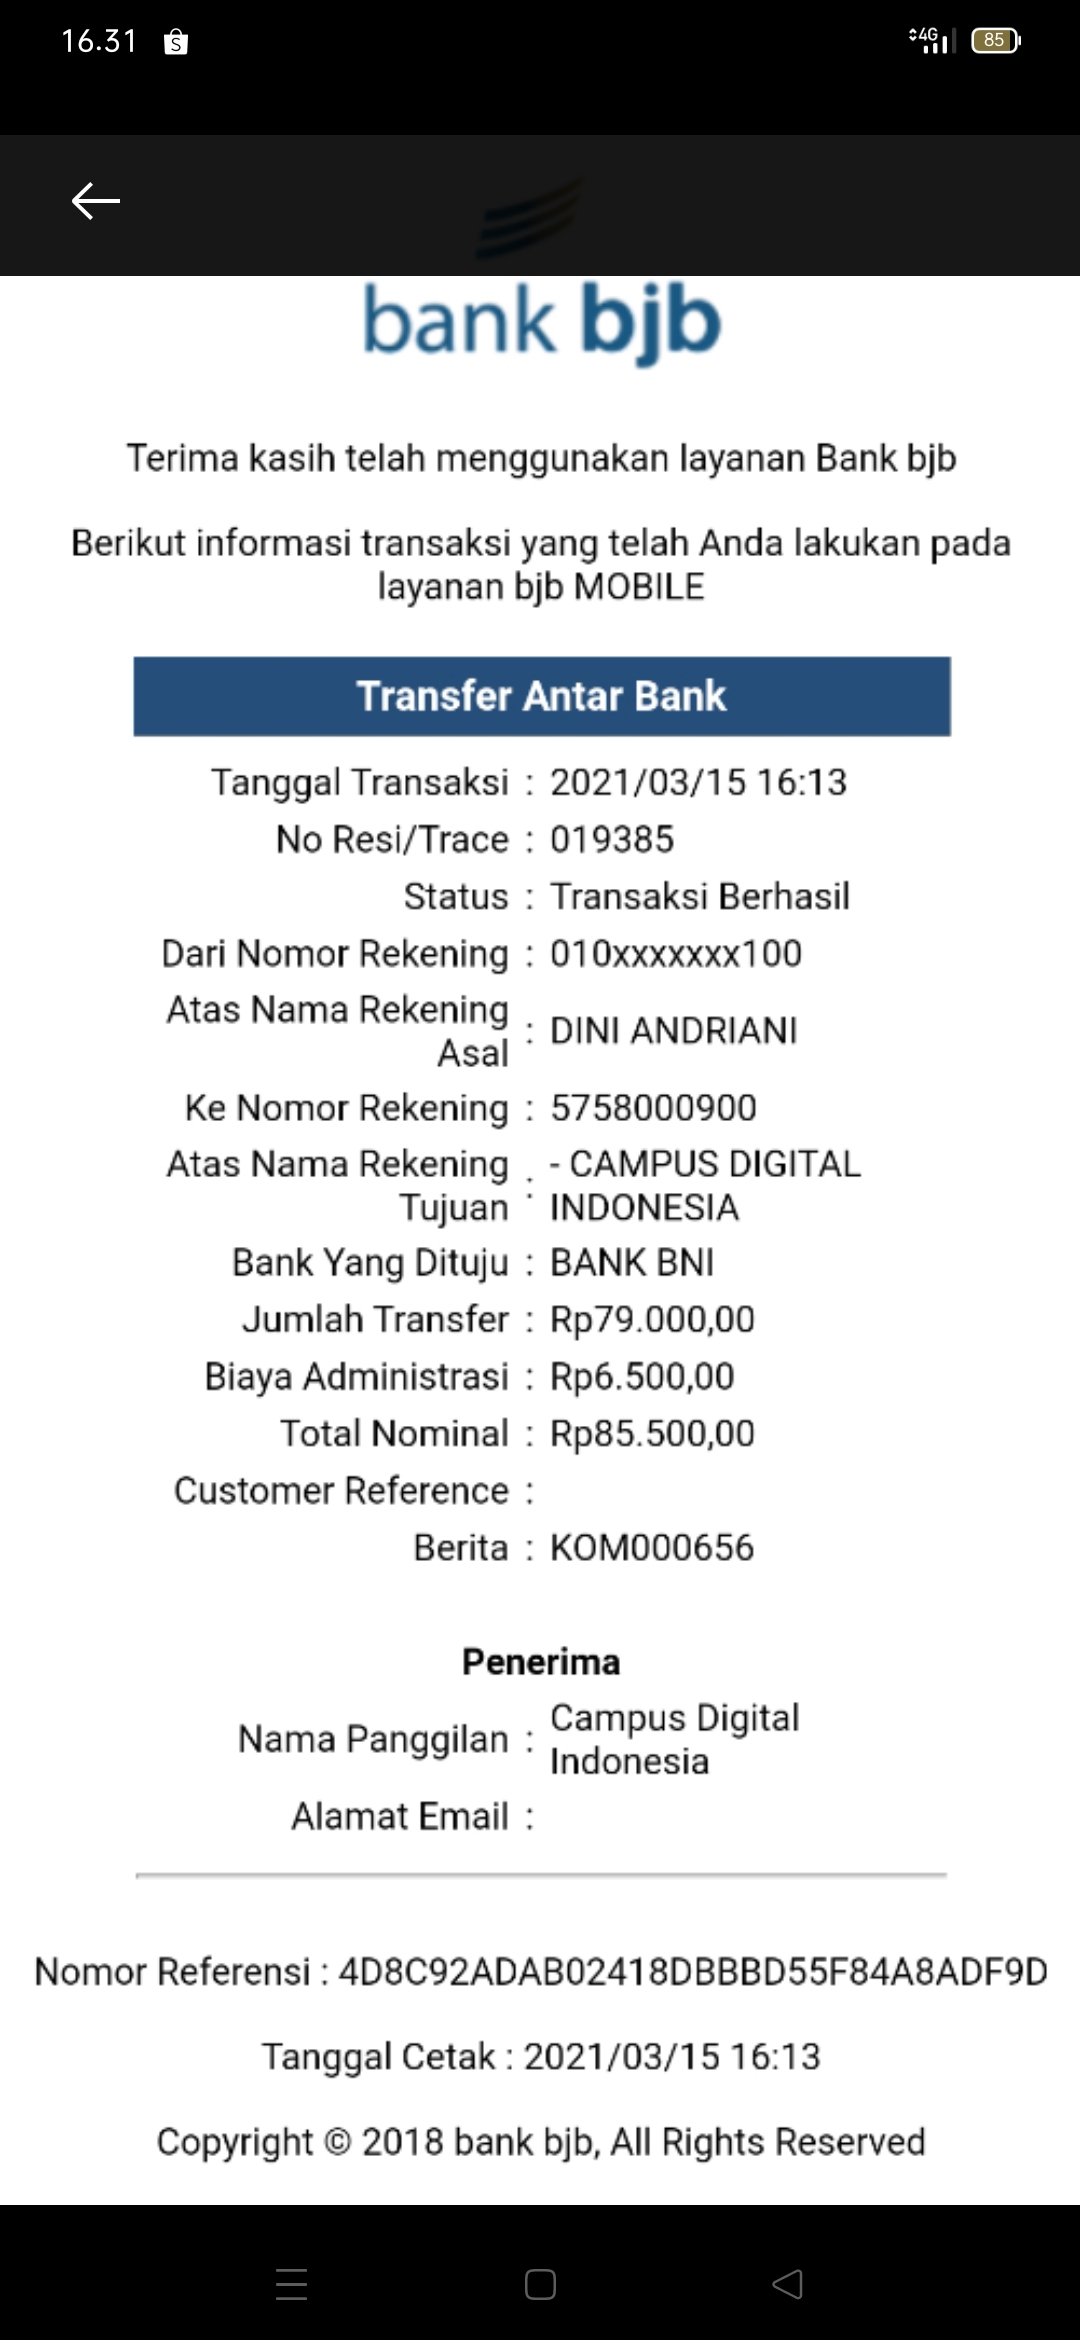 16.31
4G
85
bank bjb
Terima kasih telah menggunakan layanan Bank bjb
Berikut informasi transaksi yang telah Anda lakukan pada
layanan bjb MOBILE
Transfer Antar Bank
Tanggal Transaksi : 2021/03/15 16:13
No Resi/Trace : 019385
Status : Transaksi Berhasil
Dari Nomor Rekening : 010xxxxxxx100
Atas Nama Rekening
Asal : DINI ANDRIANI
Ke Nomor Rekening : 5758000900
Atas Nama Rekening : - CAMPUS DIGITAL
Tujuan INDONESIA
Bank Yang Dituju : BANK BNI
Jumlah Transfer : Rp79.000,00
Biaya Administrasi : Rp6.500,00
Total Nominal : Rp85.500,00
Customer Reference :
Berita : KOM000656
Penerima
Nama Panggilan : Campus Digital
Indonesia
Alamat Email :
Nomor Referensi : 4D8C92ADAB02418DBBBD55F84A8ADF9D
Tanggal Cetak : 2021/03/15 16:13
Copyright © 2018 bank bjb, All Rights Reserved